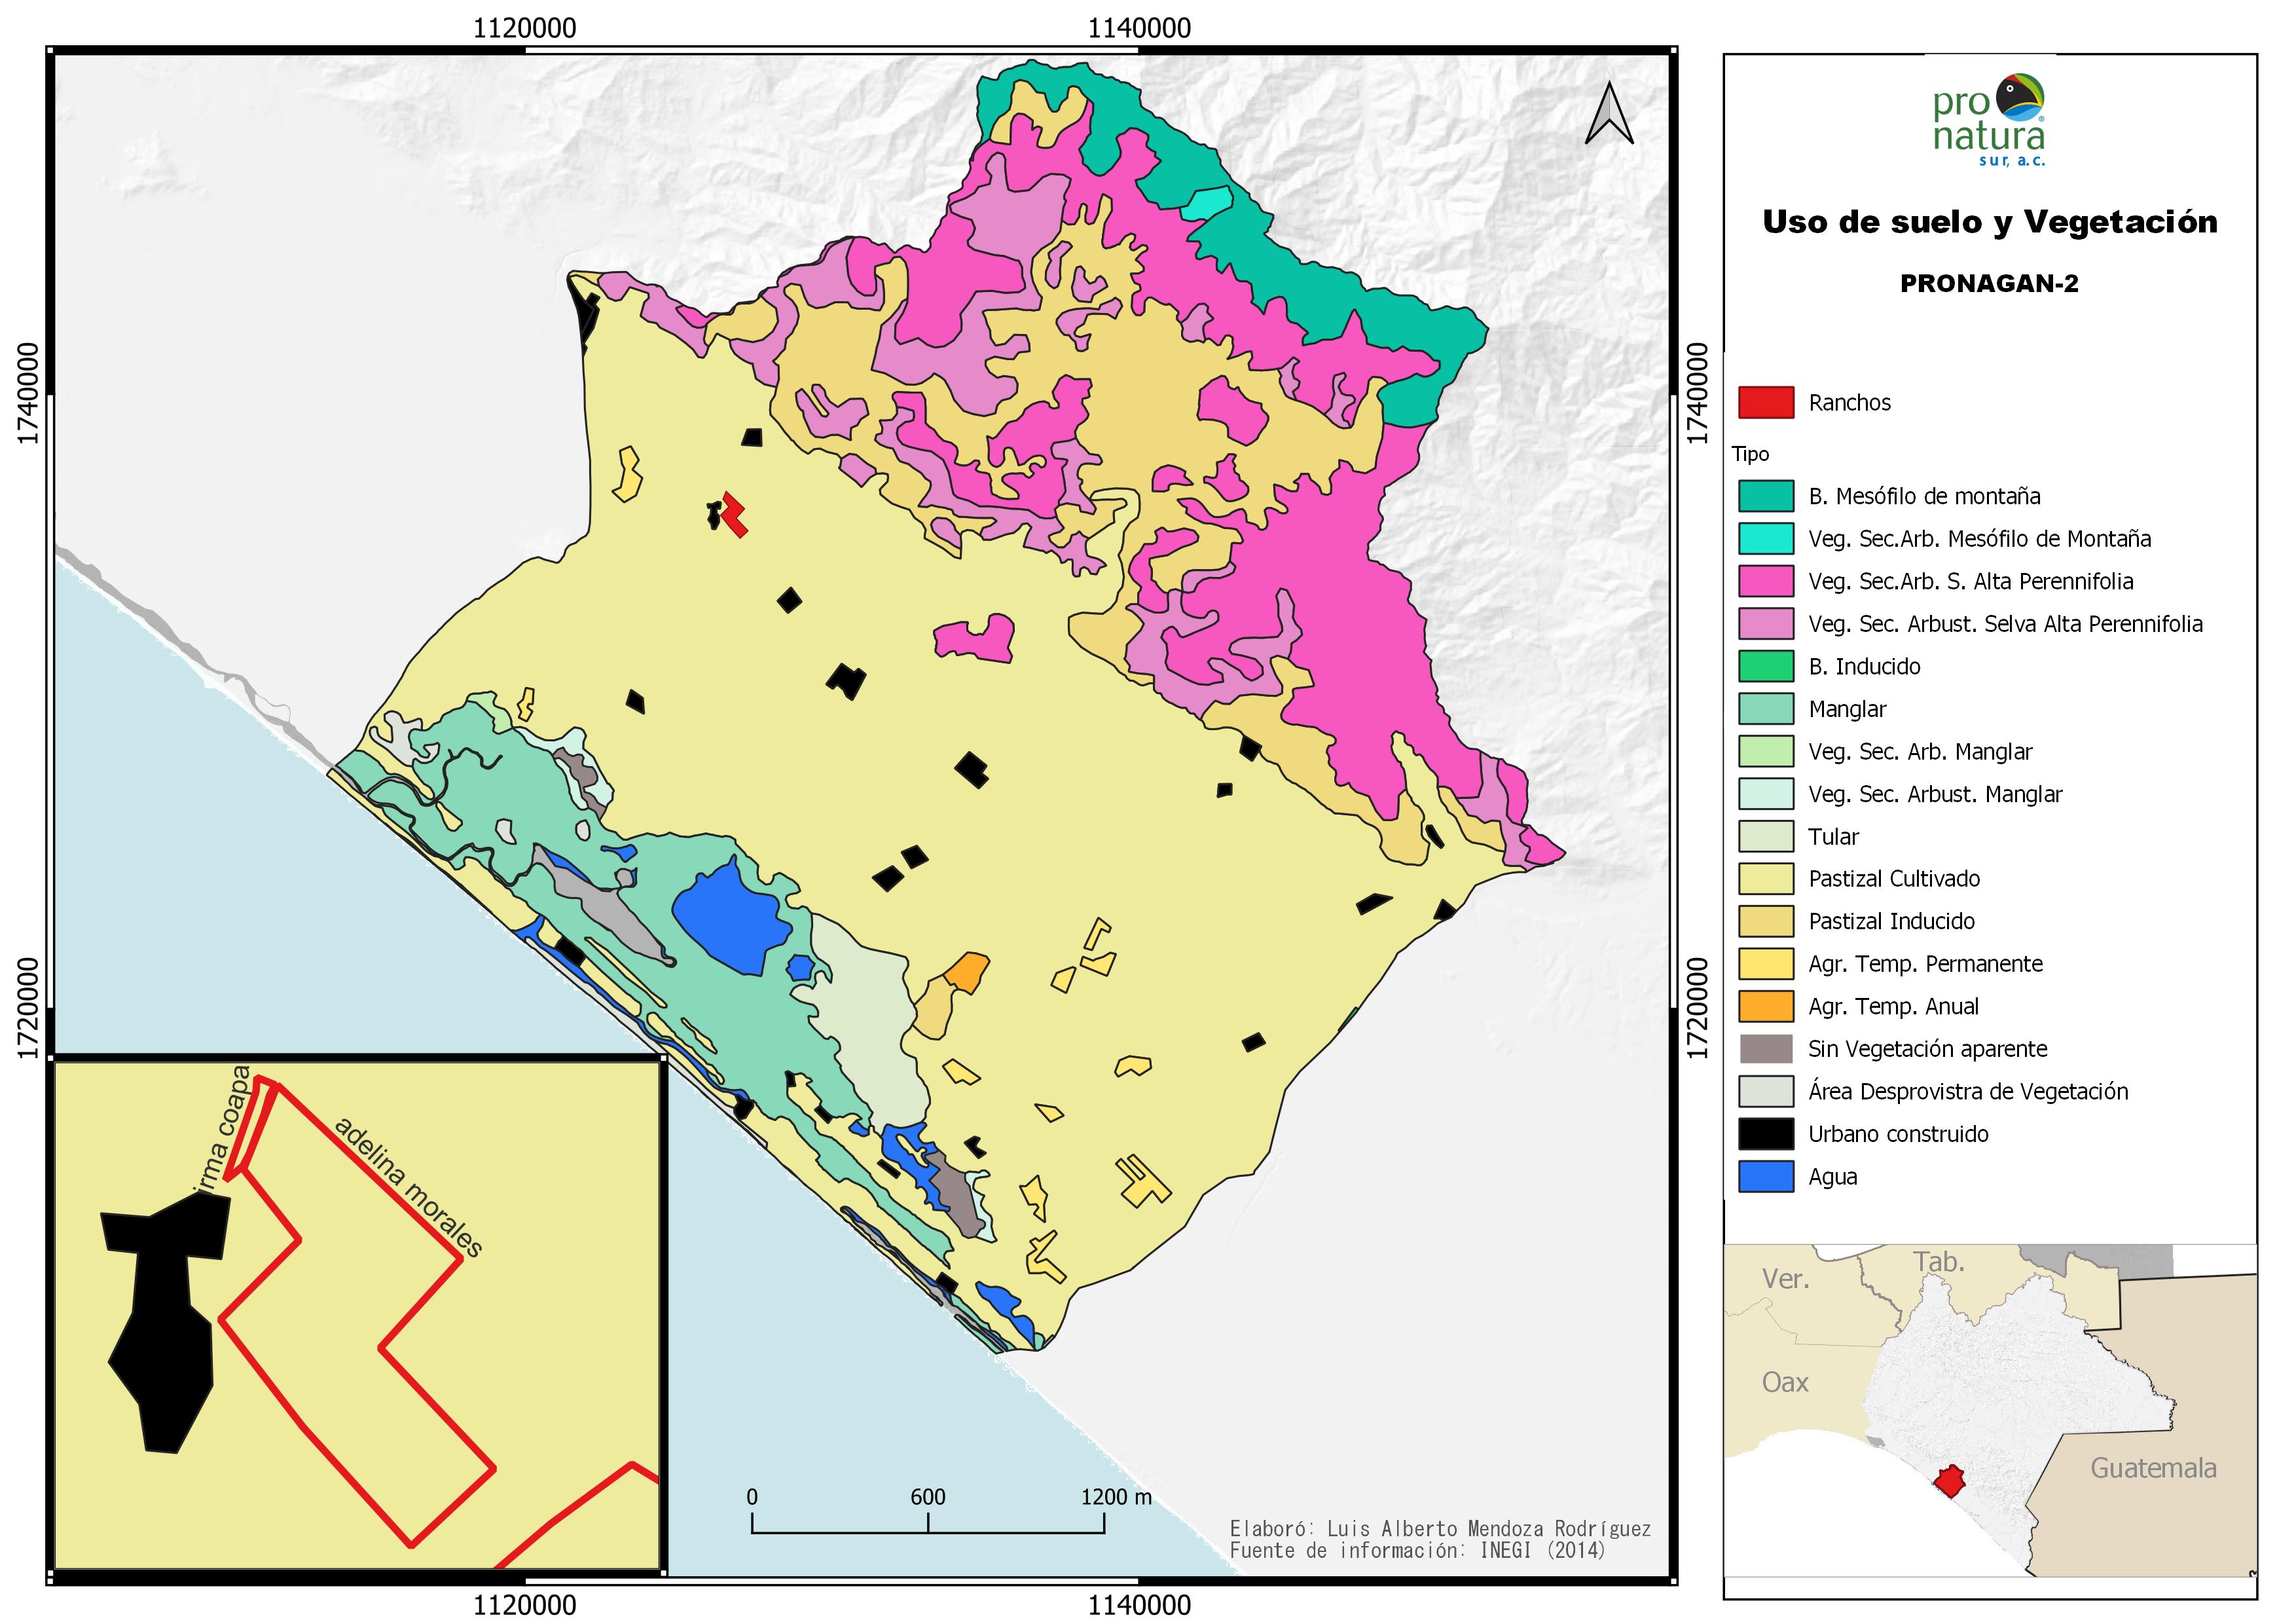 1120000
1140000
1740000
1740000
1720000
1720000
1120000
1140000
irma coapa
adelina morales
0
600
1200 m
Elaboró: Luis Alberto Mendoza Rodríguez
Fuente de información: INEGI (2014)
pro
natura
sur, a.c.
Uso de suelo y Vegetación
PRONAGAN-2
Ranchos
Tipo
B. Mesófilo de montaña
Veg. Sec.Arb. Mesófilo de Montaña
Veg. Sec.Arb. S. Alta Perennifolia
Veg. Sec. Arbust. Selva Alta Perennifolia
B. Inducido
Manglar
Veg. Sec. Arb. Manglar
Veg. Sec. Arbust. Manglar
Tular
Pastizal Cultivado
Pastizal Inducido
Agr. Temp. Permanente
Agr. Temp. Anual
Sin Vegetación aparente
Área Desprovistra de Vegetación
Urbano construido
Agua
Ver.
Tab.
Oax
Guatemala